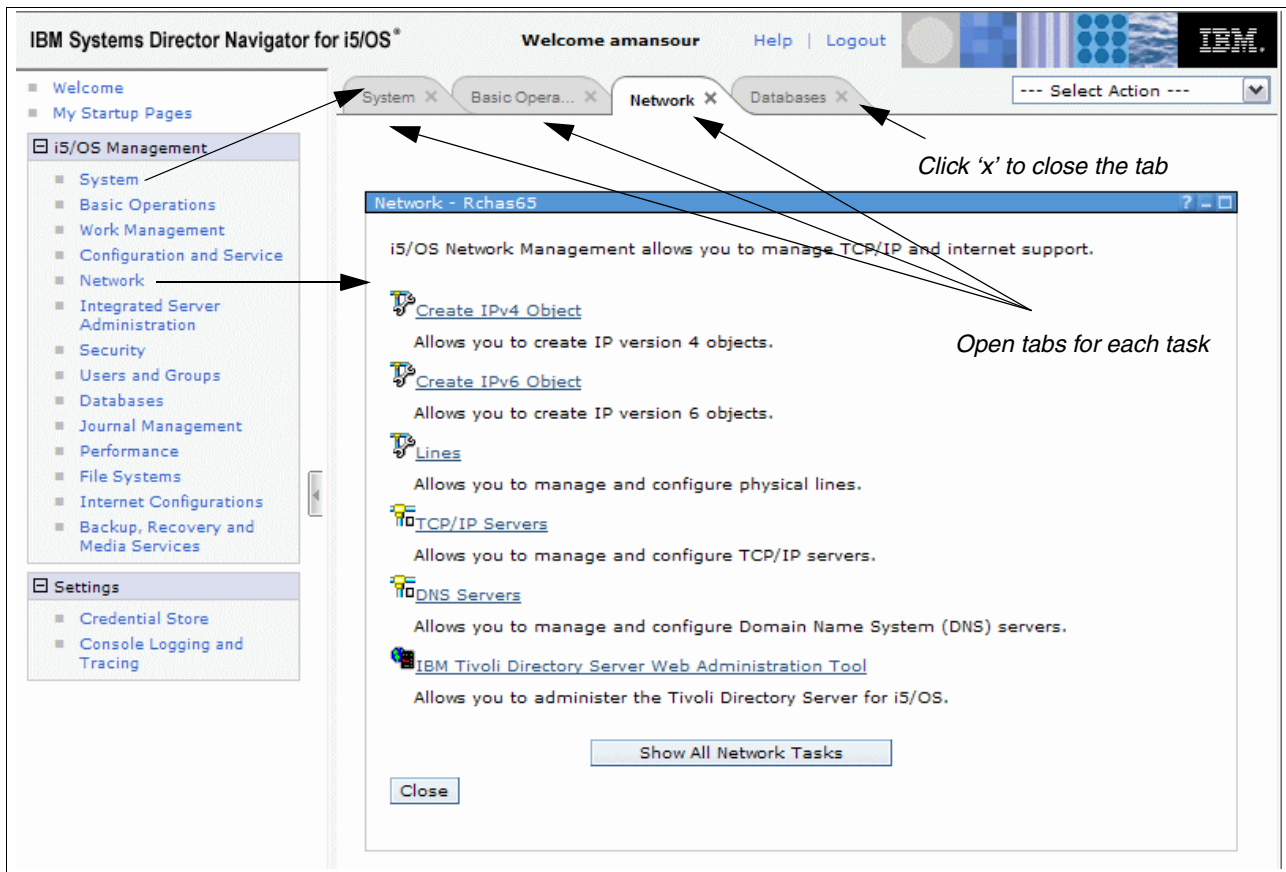 IBM Systems Director Navigator for i5/OS®
Welcome amansour
Help | Logout
IBM.
Welcome
My Startup Pages
i5/OS Management
System
Basic Operations
Work Management
Configuration and Service
Network
Integrated Server
Administration
Security
Users and Groups
Databases
Journal Management
Performance
File Systems
Internet Configurations
Backup, Recovery and
Media Services
Settings
Credential Store
Console Logging and
Tracing
System X
Basic Opera... X
Network X
Databases X
--- Select Action ---
Click ‘x’ to close the tab
Network - Rchas65
?
i5/OS Network Management allows you to manage TCP/IP and internet support.
Create IPv4 Object
Allows you to create IP version 4 objects.
Open tabs for each task
Create IPv6 Object
Allows you to create IP version 6 objects.
Lines
Allows you to manage and configure physical lines.
TCP/IP Servers
Allows you to manage and configure TCP/IP servers.
DNS Servers
Allows you to manage and configure Domain Name System (DNS) servers.
IBM Tivoli Directory Server Web Administration Tool
Allows you to administer the Tivoli Directory Server for i5/OS.
Show All Network Tasks
Close